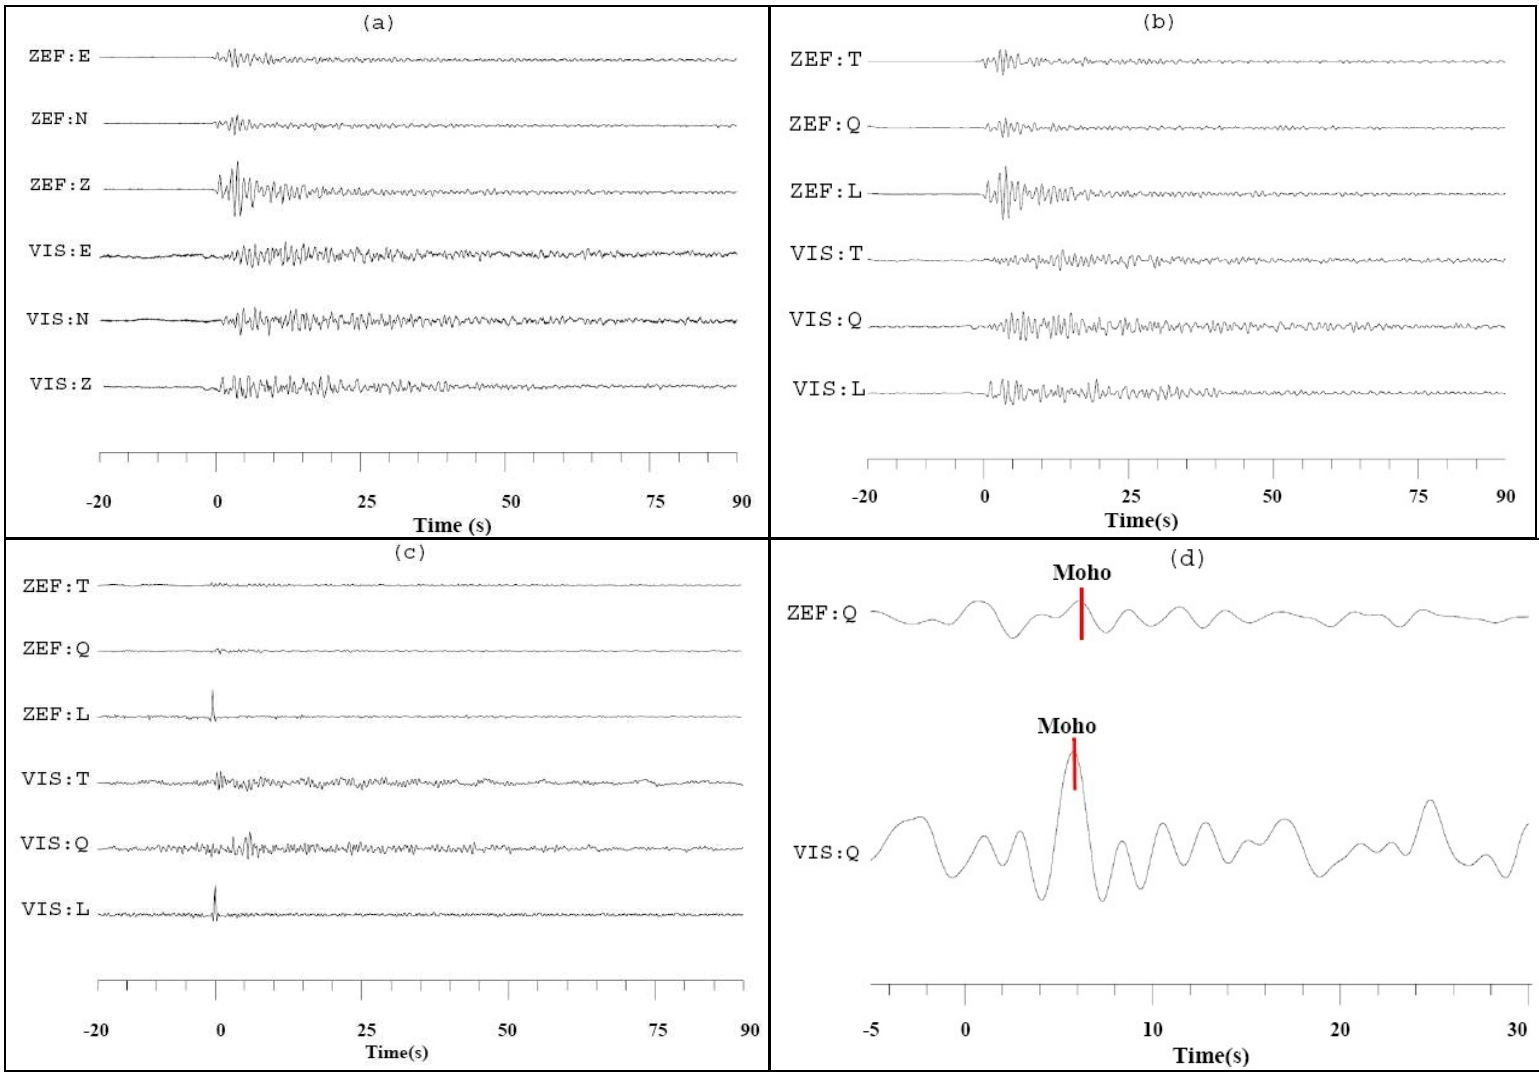 (a)
ZEF:E
ZEF:N
ZEF:Z
VIS:E
VIS:N
VIS:Z
-20 0 25 50 75 90
Time (s)
(b)
ZEF:T
ZEF:Q
ZEF:L
VIS:T
VIS:Q
VIS:L
-20 0 25 50 75 90
Time(s)
(c)
ZEF:T
ZEF:Q
ZEF:L
VIS:T
VIS:Q
VIS:L
-20 0 25 50 75 90
Time(s)
(d)
Moho
ZEF:Q
Moho
VIS:Q
-5 0 10 20 30
Time(s)